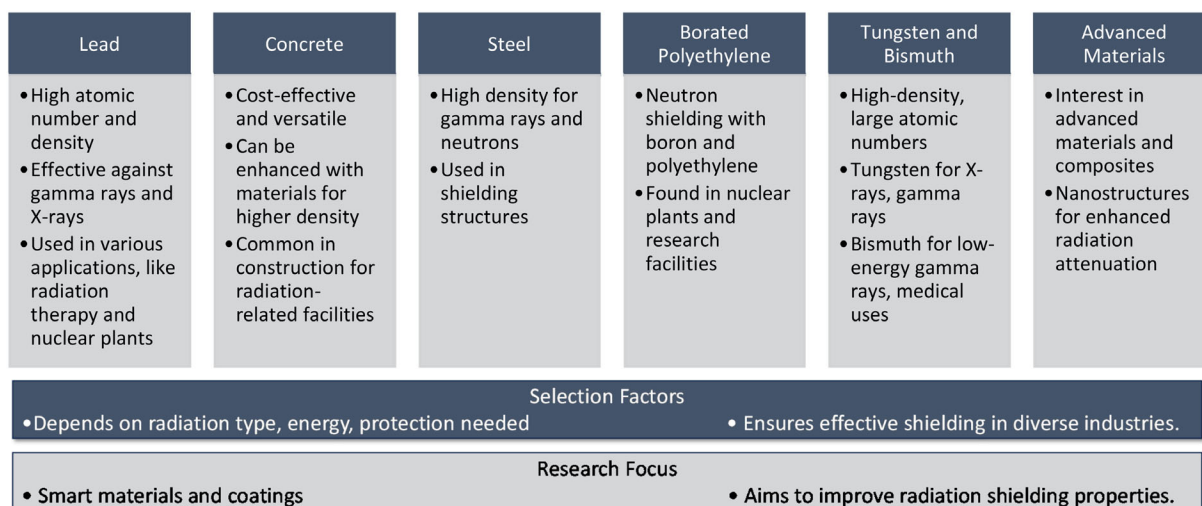 Lead
• High atomic
number and
density
• Effective against
gamma rays and
X-rays
• Used in various
applications, like
radiation
therapy and
nuclear plants
Concrete
• Cost-effective
and versatile
• Can be
enhanced with
materials for
higher density
• Common in
construction for
radiation-
related facilities
Steel
• High density for
gamma rays and
neutrons
• Used in
shielding
structures
Borated
Polyethylene
• Neutron
shielding with
boron and
polyethylene
• Found in nuclear
plants and
research
facilities
Tungsten and
Bismuth
• High-density,
large atomic
numbers
• Tungsten for X-
rays, gamma
rays
• Bismuth for low-
energy gamma
rays, medical
uses
Advanced
Materials
• Interest in
advanced
materials and
composites
• Nanostructures
for enhanced
radiation
attenuation
Selection Factors
• Depends on radiation type, energy, protection needed
• Ensures effective shielding in diverse industries.
Research Focus
• Smart materials and coatings
• Aims to improve radiation shielding properties.